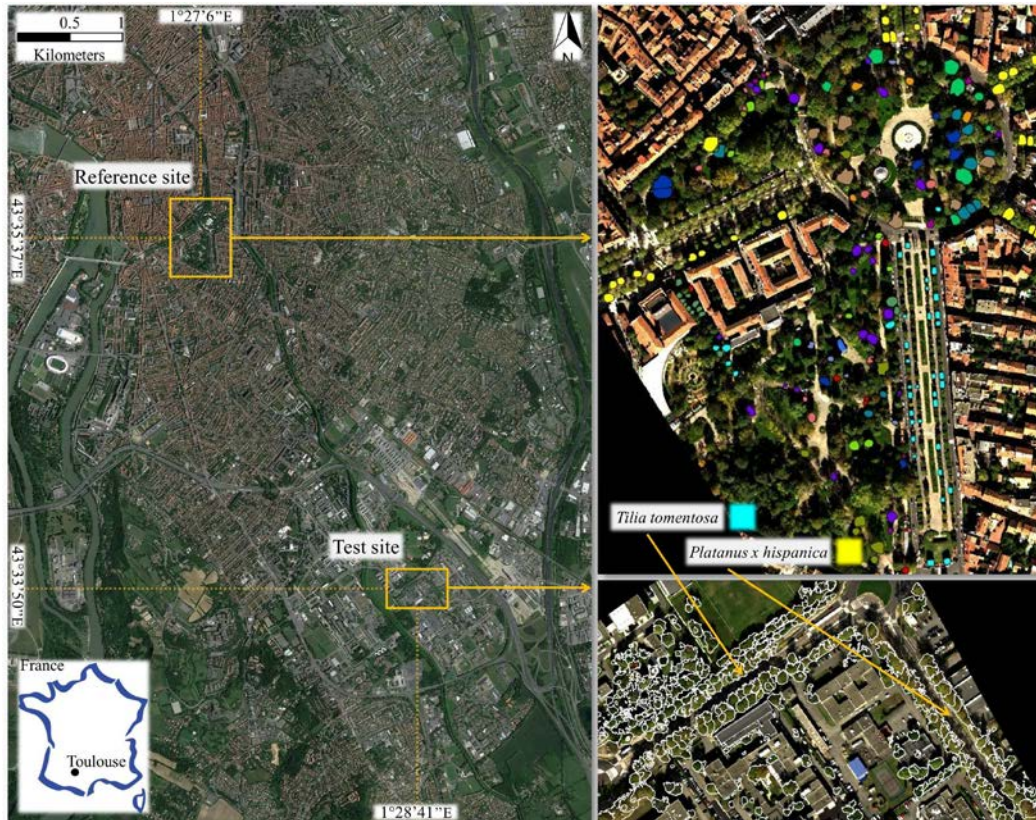 0.5 1
Kilometers
1°27'6"E
N
Reference site
43°35'37"E
Test site
43°33'50"E
France
Toulouse
1°28'41"E
Tilia tomentosa
Platanus x hispanica